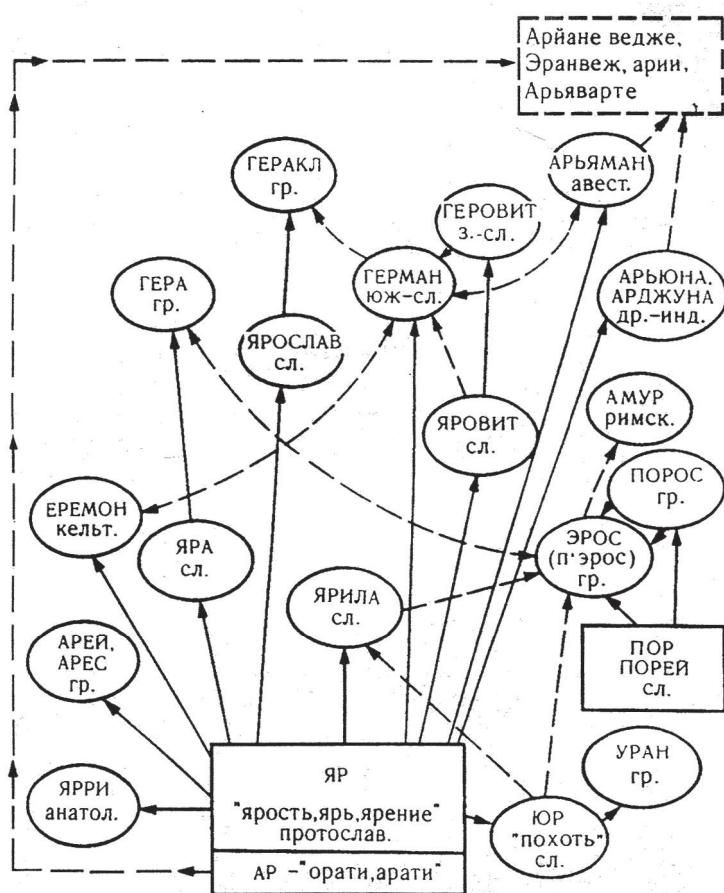 Арйане ведже,
Эранвеж, арии,
Арьяварте
ГЕРАКЛ
гр.
АРЬЯМАН
авест.
ГЕРОВИТ
з.-сл.
ГЕРМАН
юж-сл.
ГЕРА
гр.
АРЬЮНА,
АРДЖУНА
др.-инд.
ЯРОСЛАВ
сл.
АМУР
римск.
ЯРОВИТ
сл.
ПОРОС
гр.
ЕРЕМОН
кельт.
ЯРА
сл.
ЭРОС
(п'эрос)
гр.
ЯРИЛА
сл.
АРЕЙ,
АРЕС
гр.
ПОР
ПОРЕЙ
сл.
УРАН
гр.
ЯРРИ
анатол.
ЯР
"ярость,ярь,ярение"
протослав.
ЮР
"похоть"
сл.
АР -"орати,арати"